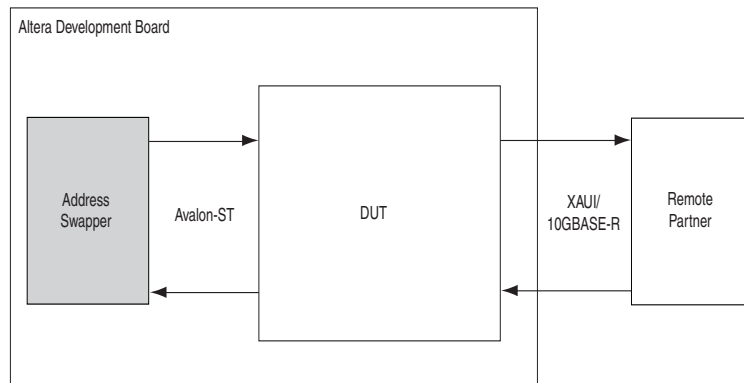 Altera Development Board
Address
Swapper
Avalon-ST
DUT
XAUI/
10GBASE-R
Remote
Partner